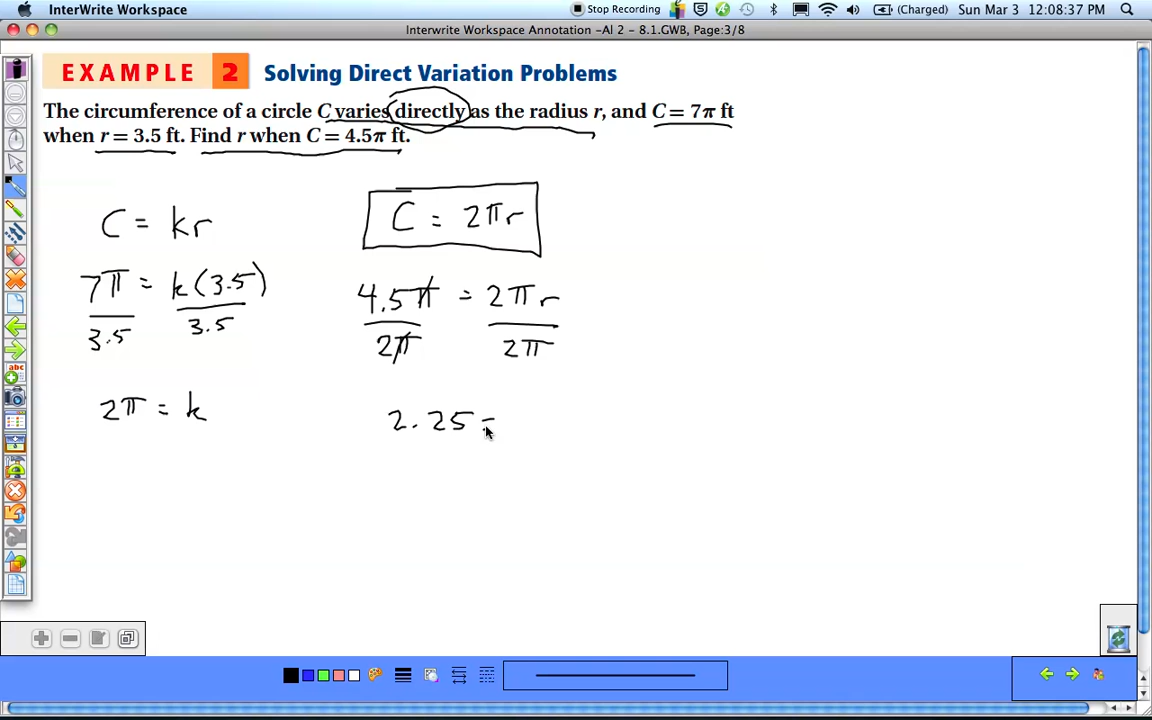 InterWrite Workspace
Stop Recording
(Charged)
Sun Mar 3 12:08:37 PM
Interwrite Workspace Annotation -Al 2 - 8.1.GWB, Page:3/8
EXAMPLE 2 Solving Direct Variation Problems
The circumference of a circle C varies directly as the radius r, and C = 7π ft
when r = 3.5 ft. Find r when C = 4.5π ft.
C = kr
7π = k(3.5)
3.5 3.5
2π = k
C = 2πr
4.5π = 2πr
2π 2π
2.25 =
abc